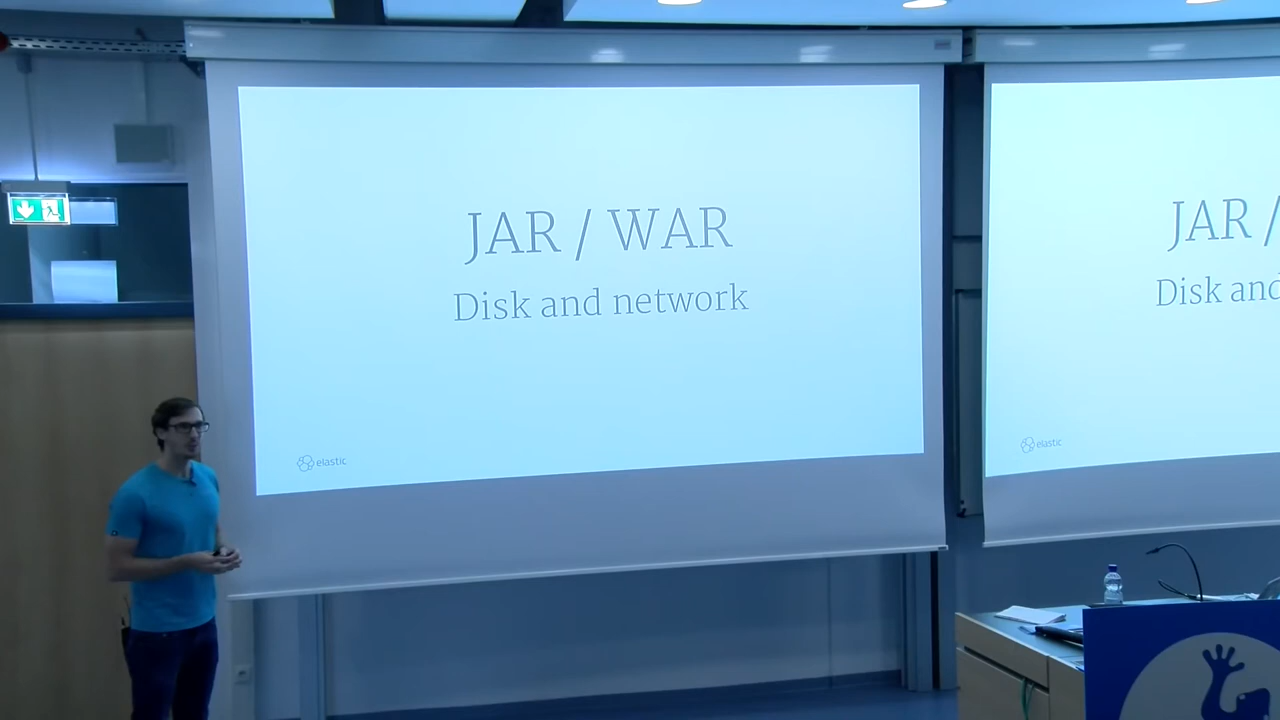 JAR / WAR
Disk and network
elastic
JAR /
Disk and
elastic